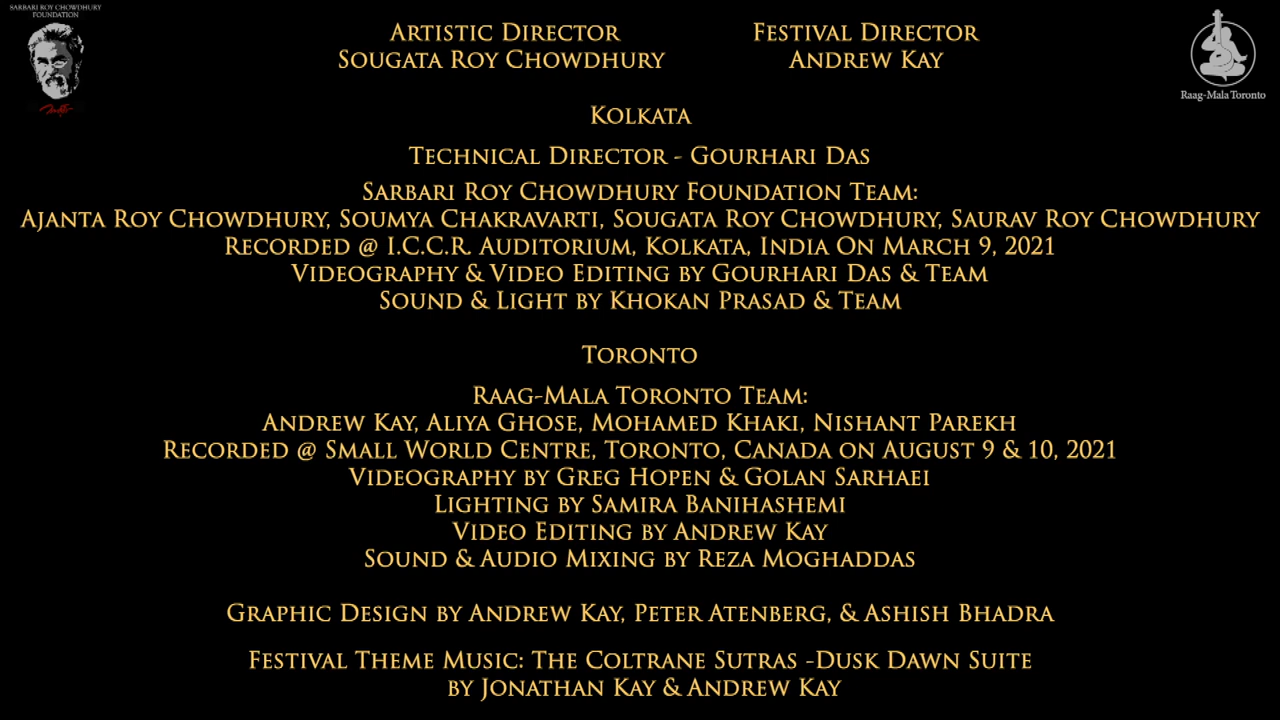 SARBARI ROY CHOWDHURY
FOUNDATION
ARTISTIC DIRECTOR
SOUGATA ROY CHOWDHURY
FESTIVAL DIRECTOR
ANDREW KAY
Raag-Mala Toronto
KOLKATA
TECHNICAL DIRECTOR - GOURHARI DAS
SARBARI ROY CHOWDHURY FOUNDATION TEAM:
AJANTA ROY CHOWDHURY, SOUMYA CHAKRAVARTI, SOUGATA ROY CHOWDHURY, SAURAV ROY CHOWDHURY
RECORDED @ I.C.C.R. AUDITORIUM, KOLKATA, INDIA ON MARCH 9, 2021
VIDEOGRAPHY & VIDEO EDITING BY GOURHARI DAS & TEAM
SOUND & LIGHT BY KHOKAN PRASAD & TEAM
TORONTO
RAAG-MALA TORONTO TEAM:
ANDREW KAY, ALIYA GHOSE, MOHAMED KHAKI, NISHANT PAREKH
RECORDED @ SMALL WORLD CENTRE, TORONTO, CANADA ON AUGUST 9 & 10, 2021
VIDEOGRAPHY BY GREG HOPEN & GOLAN SARHAEI
LIGHTING BY SAMIRA BANIHASHEMI
VIDEO EDITING BY ANDREW KAY
SOUND & AUDIO MIXING BY REZA MOGHADDAS
GRAPHIC DESIGN BY ANDREW KAY, PETER ATENBERG, & ASHISH BHADRA
FESTIVAL THEME MUSIC: THE COLTRANE SUTRAS -DUSK DAWN SUITE
BY JONATHAN KAY & ANDREW KAY